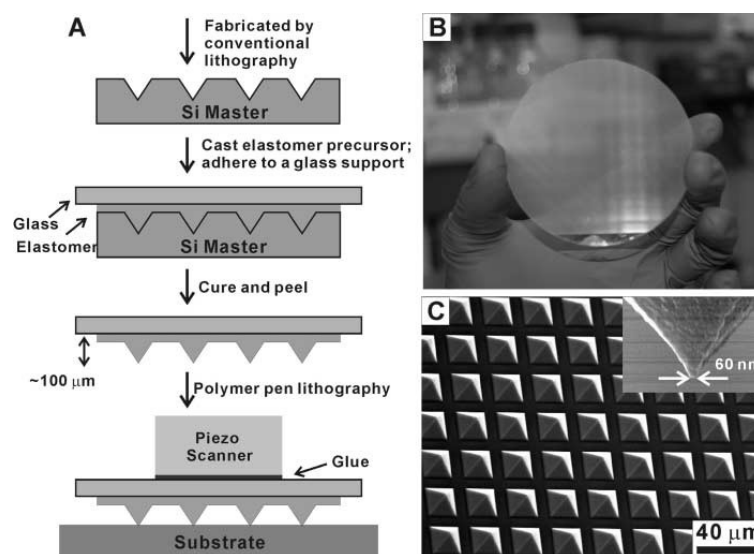 A
Fabricated by
conventional
lithography
Si Master
Cast elastomer precursor;
adhere to a glass support
Glass
Elastomer
Si Master
Cure and peel
~100 μm
Polymer pen lithography
Piezo
Scanner
Glue
Substrate
B
C
60 nm
40 μm